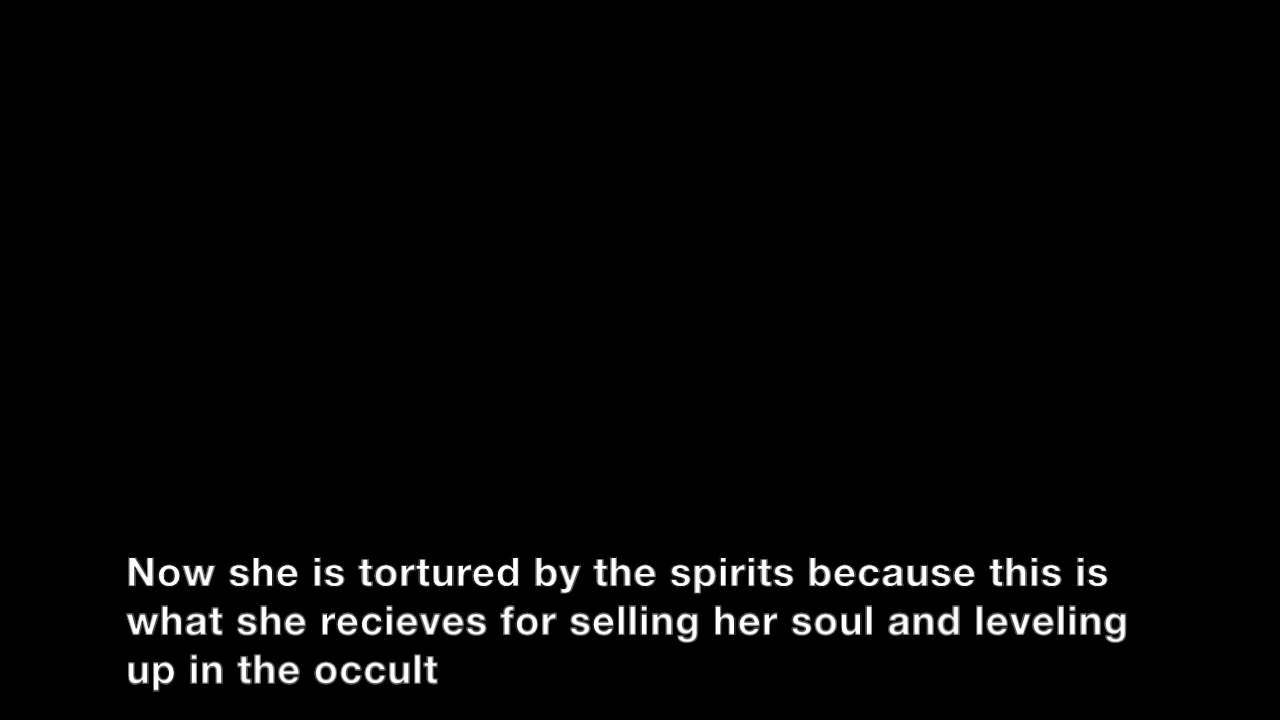 Now she is tortured by the spirits because this is
what she recieves for selling her soul and leveling
up in the occult